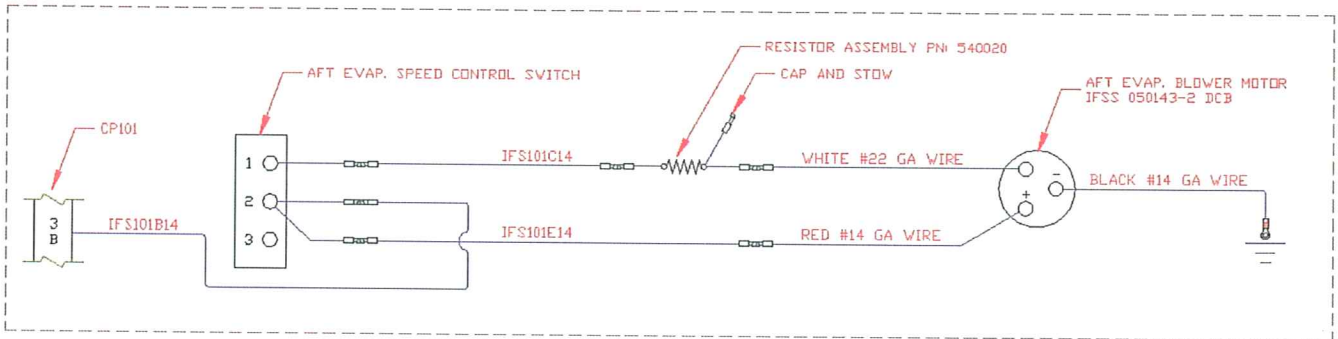 RESISTOR ASSEMBLY PN: 540020
CAP AND STOW
AFT EVAP. SPEED CONTROL SWITCH
AFT EVAP. BLOWER MOTOR
IFSS 050143-2 DCB
CP101
1
IFS101C14
WHITE #22 GA WIRE
-
BLACK #14 GA WIRE
2
+
3
B
IFS101B14
3
IFS101E14
RED #14 GA WIRE